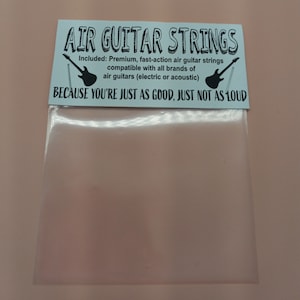 AIR GUITAR STRINGS
Included: Premium, fast-action air guitar strings
compatible with all brands of
air guitars (electric or acoustic)
BECAUSE YOU'RE JUST AS GOOD, JUST NOT AS LOUD